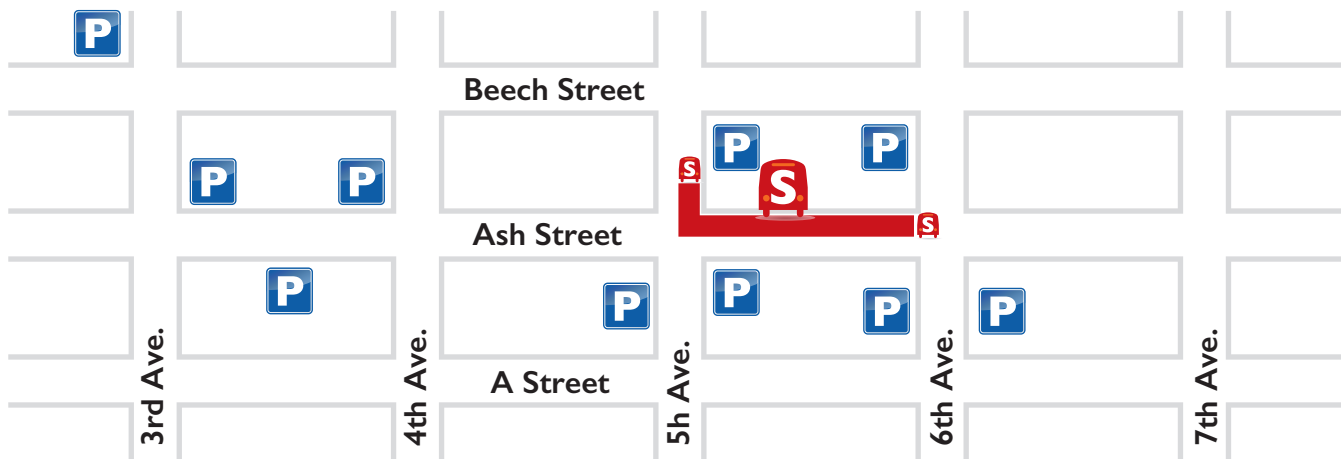 P
Beech Street
P
P
S
P
P
S
Ash Street
S
P
P
P
P
P
A Street
3rd Ave.
4th Ave.
5h Ave.
6th Ave.
7th Ave.